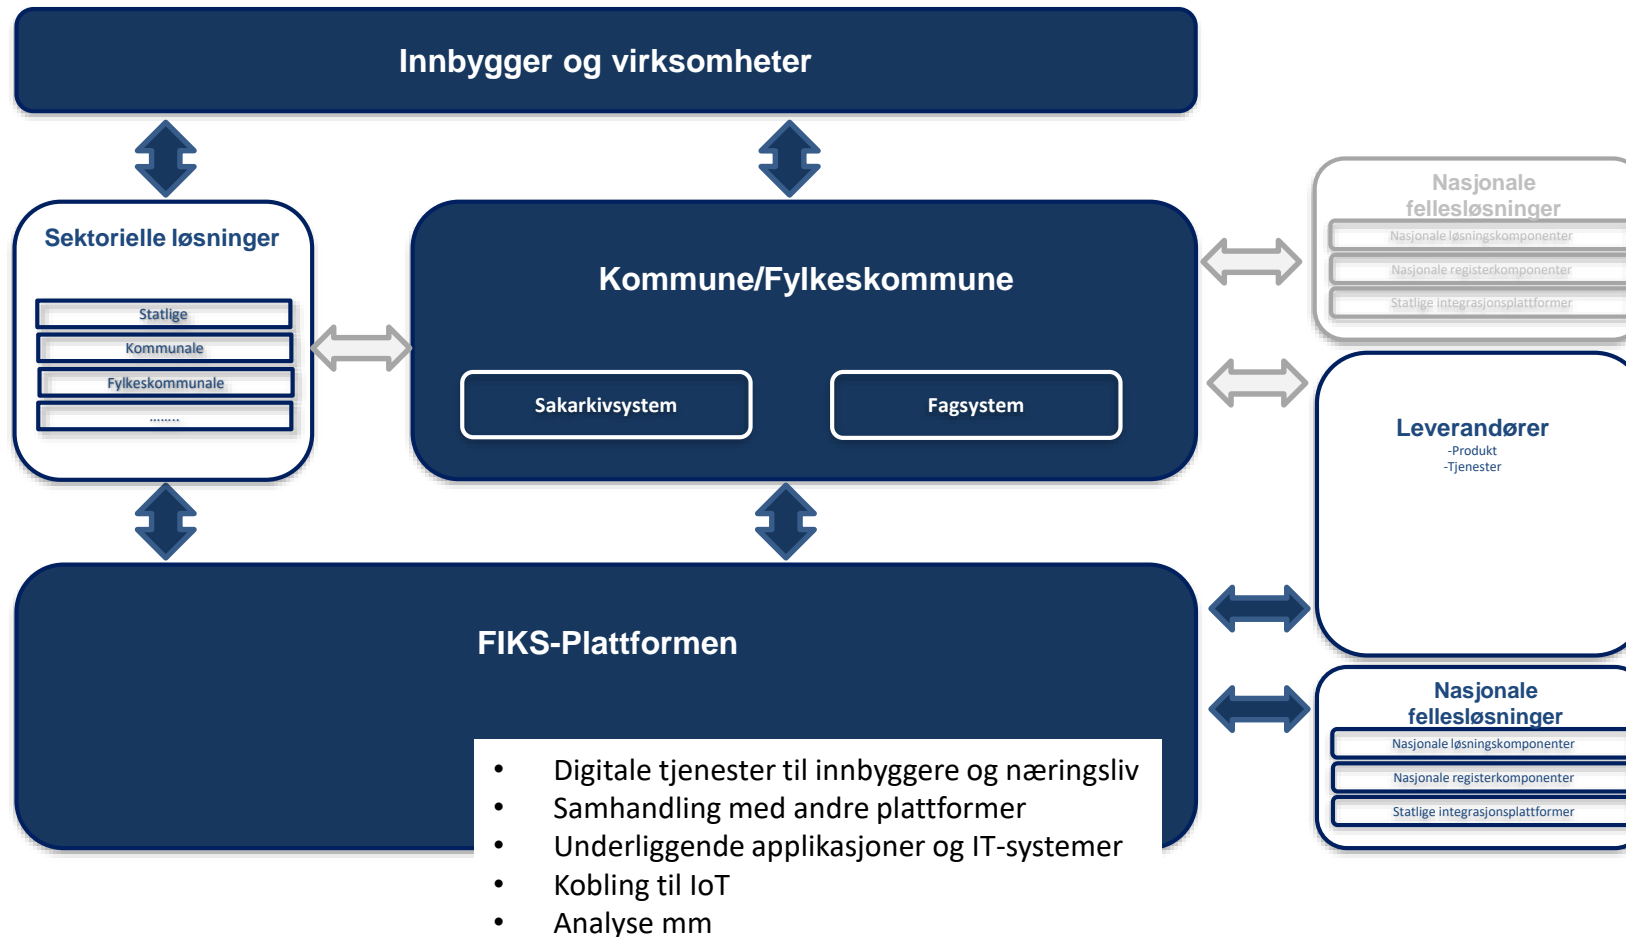 Innbygger og virksomheter
Sektorielle løsninger
Statlige
Kommunale
Fylkeskommunale
........
Kommune/Fylkeskommune
Sakarkivsystem
Fagsystem
Nasjonale
fellesløsninger
Nasjonale løsningskomponenter
Nasjonale registerkomponenter
Statlige integrasjonsplattformer
Leverandører
-Produkt
-Tjenester
FIKS-Plattformen
• Digitale tjenester til innbyggere og næringsliv
• Samhandling med andre plattformer
• Underliggende applikasjoner og IT-systemer
• Kobling til IoT
• Analyse mm
Nasjonale
fellesløsninger
Nasjonale løsningskomponenter
Nasjonale registerkomponenter
Statlige integrasjonsplattformer